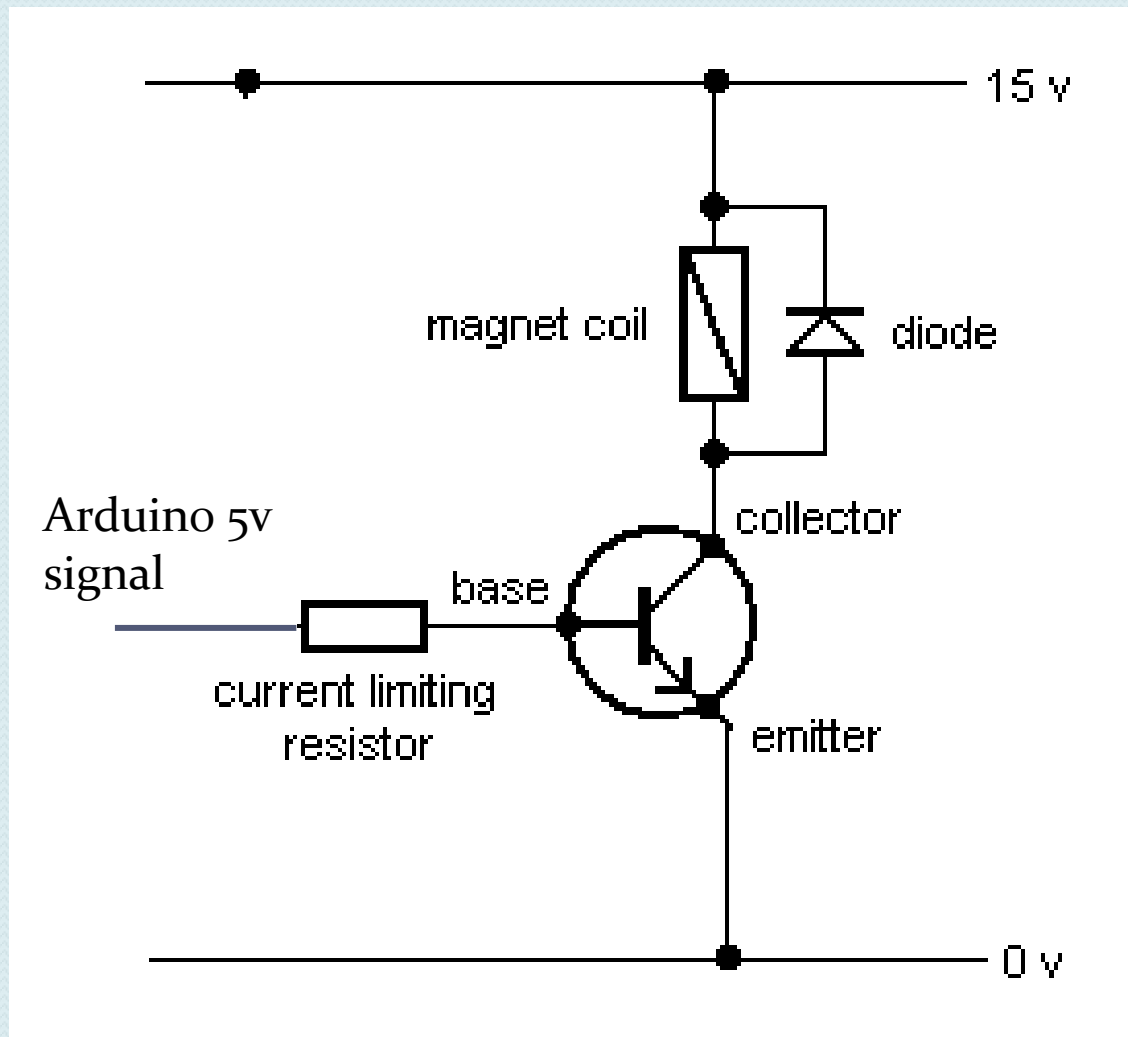 15 v
magnet coil
diode
Arduino 5v
signal
collector
base
current limiting
resistor
emitter
0 v